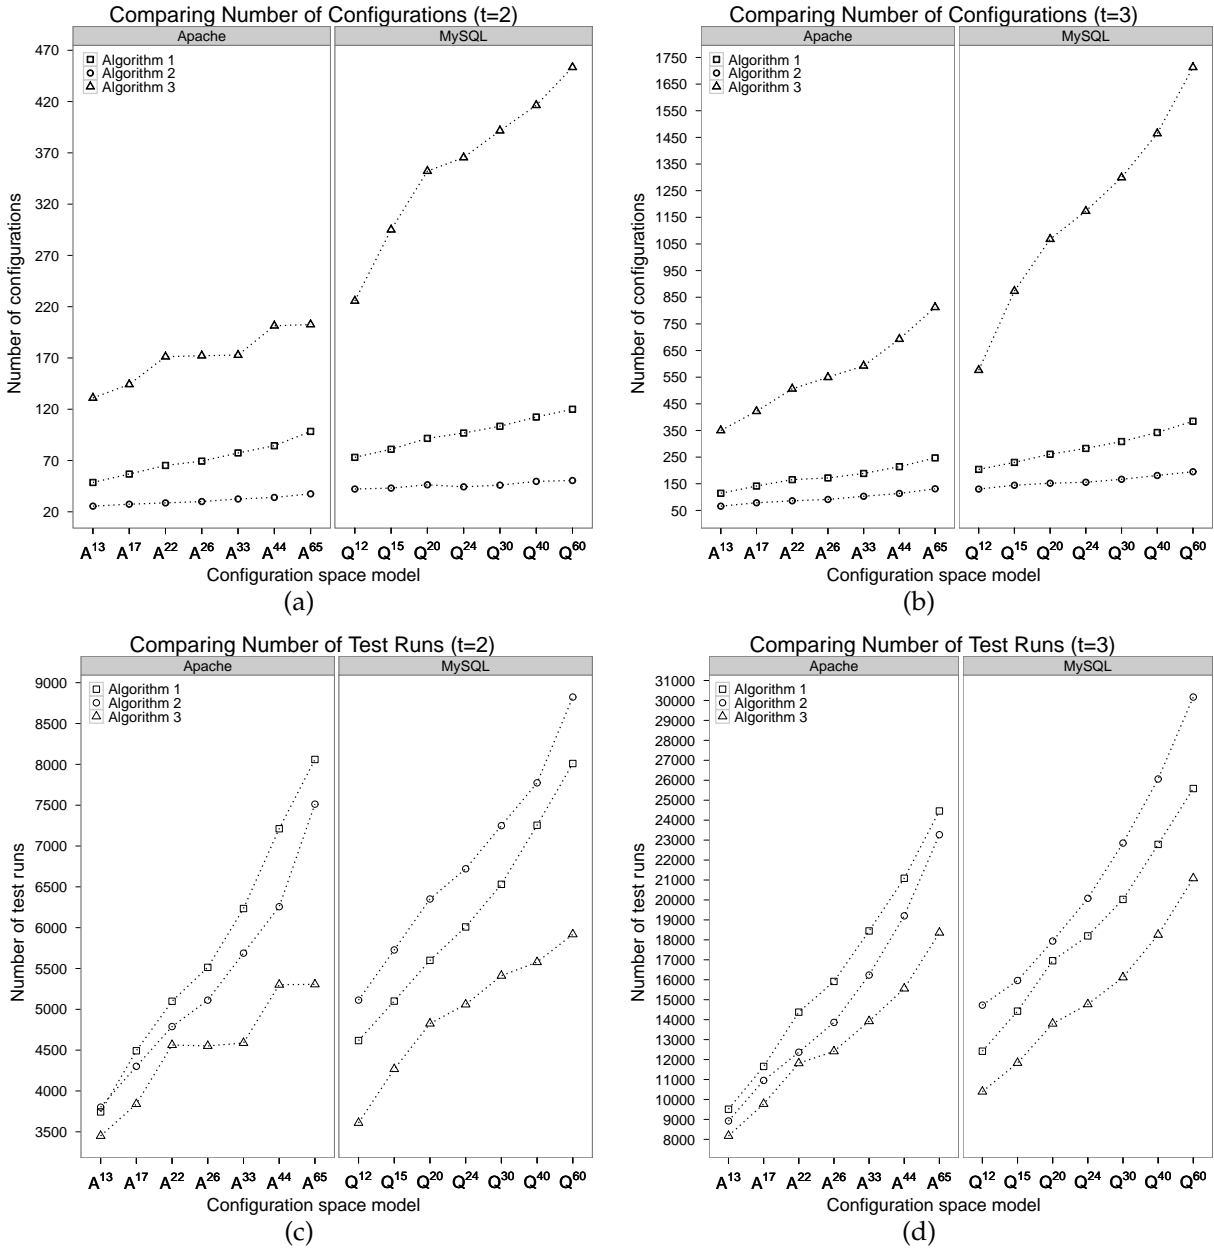 Comparing Number of Configurations (t=2)
Apache
MySQL
Algorithm 1
Algorithm 2
Algorithm 3
470
420
370
320
270
220
170
120
70
20
Number of configurations
A13 A17 A22 A26 A33 A44 A65 Q12 Q15 Q20 Q24 Q30 Q40 Q60
Configuration space model
(a)
Comparing Number of Configurations (t=3)
Apache
MySQL
Algorithm 1
Algorithm 2
Algorithm 3
1750
1650
1550
1450
1350
1250
1150
1050
950
850
750
650
550
450
350
250
150
50
Number of configurations
A13 A17 A22 A26 A33 A44 A65 Q12 Q15 Q20 Q24 Q30 Q40 Q60
Configuration space model
(b)
Comparing Number of Test Runs (t=2)
Apache
MySQL
Algorithm 1
Algorithm 2
Algorithm 3
9000
8500
8000
7500
7000
6500
6000
5500
5000
4500
4000
3500
Number of test runs
A13 A17 A22 A26 A33 A44 A65 Q12 Q15 Q20 Q24 Q30 Q40 Q60
Configuration space model
(c)
Comparing Number of Test Runs (t=3)
Apache
MySQL
Algorithm 1
Algorithm 2
Algorithm 3
31000
30000
29000
28000
27000
26000
25000
24000
23000
22000
21000
20000
19000
18000
17000
16000
15000
14000
13000
12000
11000
10000
9000
8000
Number of test runs
A13 A17 A22 A26 A33 A44 A65 Q12 Q15 Q20 Q24 Q30 Q40 Q60
Configuration space model
(d)